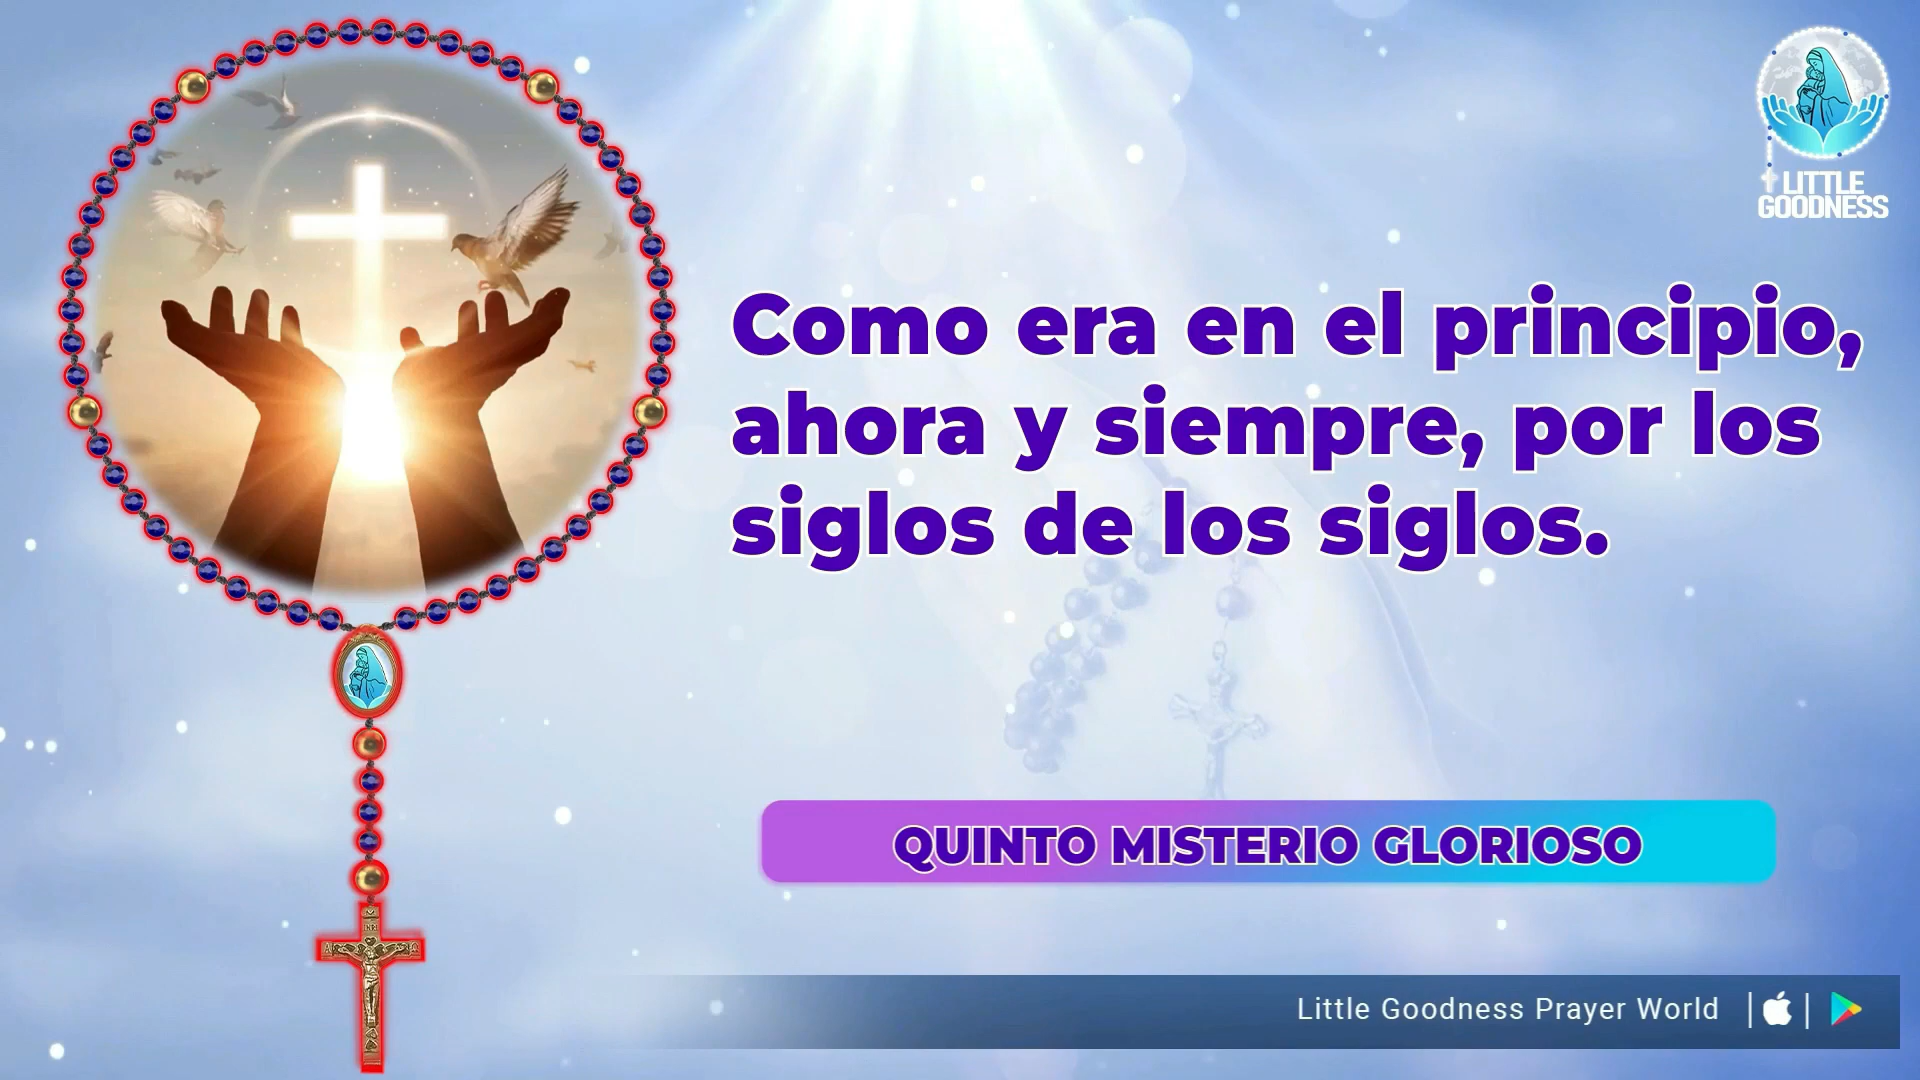 LITTLE
GOODNESS
Como era en el principio,
ahora y siempre, por los
siglos de los siglos.
QUINTO MISTERIO GLORIOSO
INRI
Little Goodness Prayer World